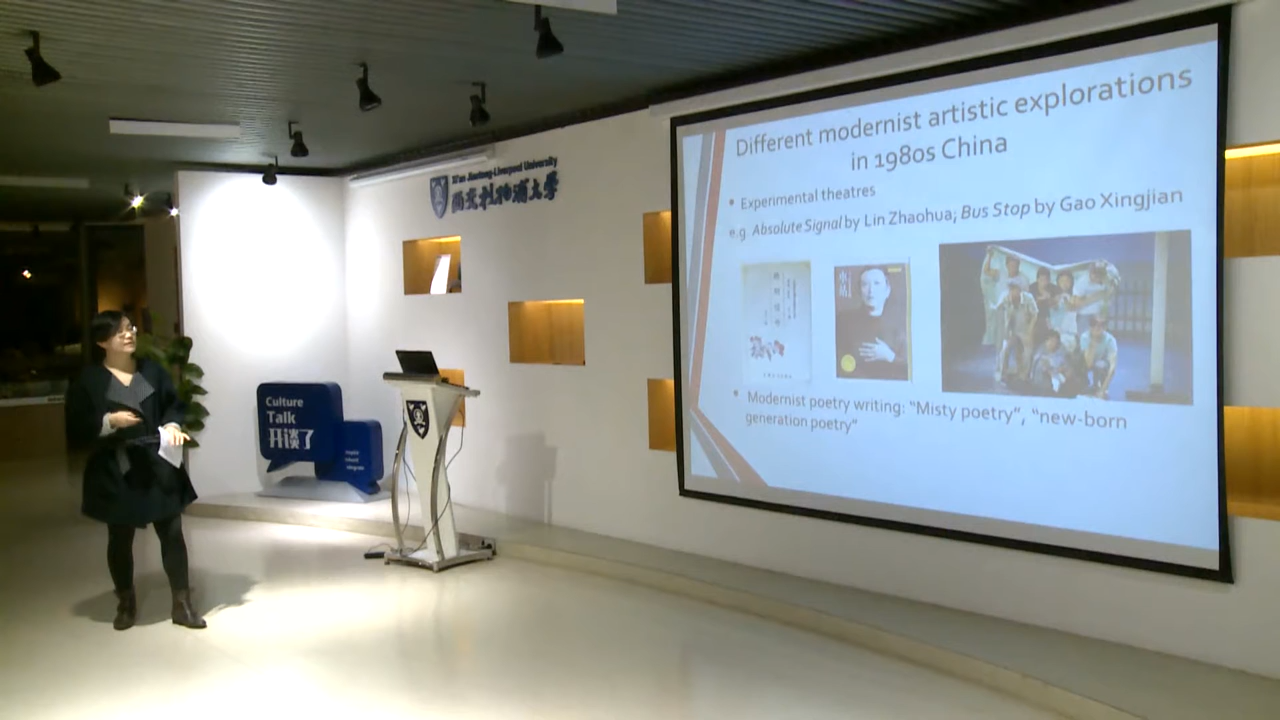 Xi'an Jiaotong-Liverpool University
西交利物浦大学
Culture
Talk
开谈了
Different modernist artistic explorations
in 1980s China
• Experimental theatres
e.g Absolute Signal by Lin Zhaohua; Bus Stop by Gao Xingjian
• Modernist poetry writing: “Misty poetry”, “new-born
generation poetry”